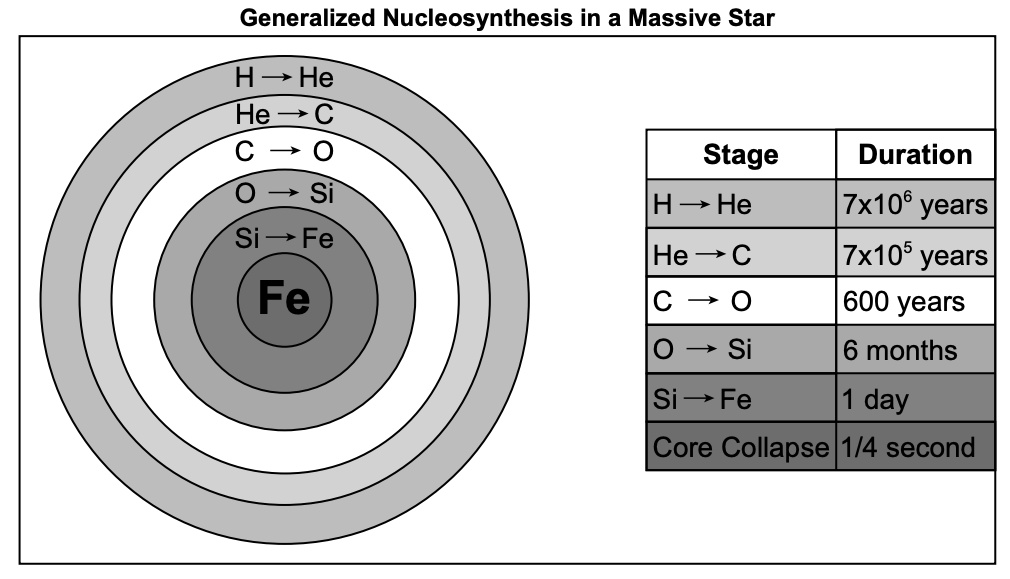 Generalized Nucleosynthesis in a Massive Star
H → He
He → C
C → O
O → Si
Si → Fe
Fe
Stage Duration
H → He 7x10⁶ years
He → C 7x10⁵ years
C → O 600 years
O → Si 6 months
Si → Fe 1 day
Core Collapse 1/4 second